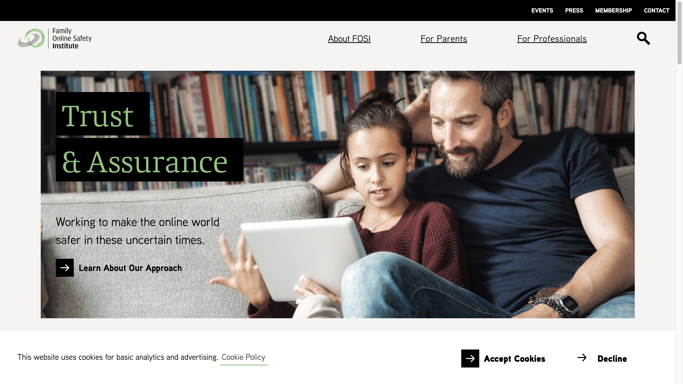 EVENTS PRESS MEMBERSHIP CONTACT
Family
Online Safety
Institute
About FOSI For Parents For Professionals
Trust
& Assurance
Working to make the online world
safer in these uncertain times.
Learn About Our Approach
This website uses cookies for basic analytics and advertising. Cookie Policy
Accept Cookies Decline